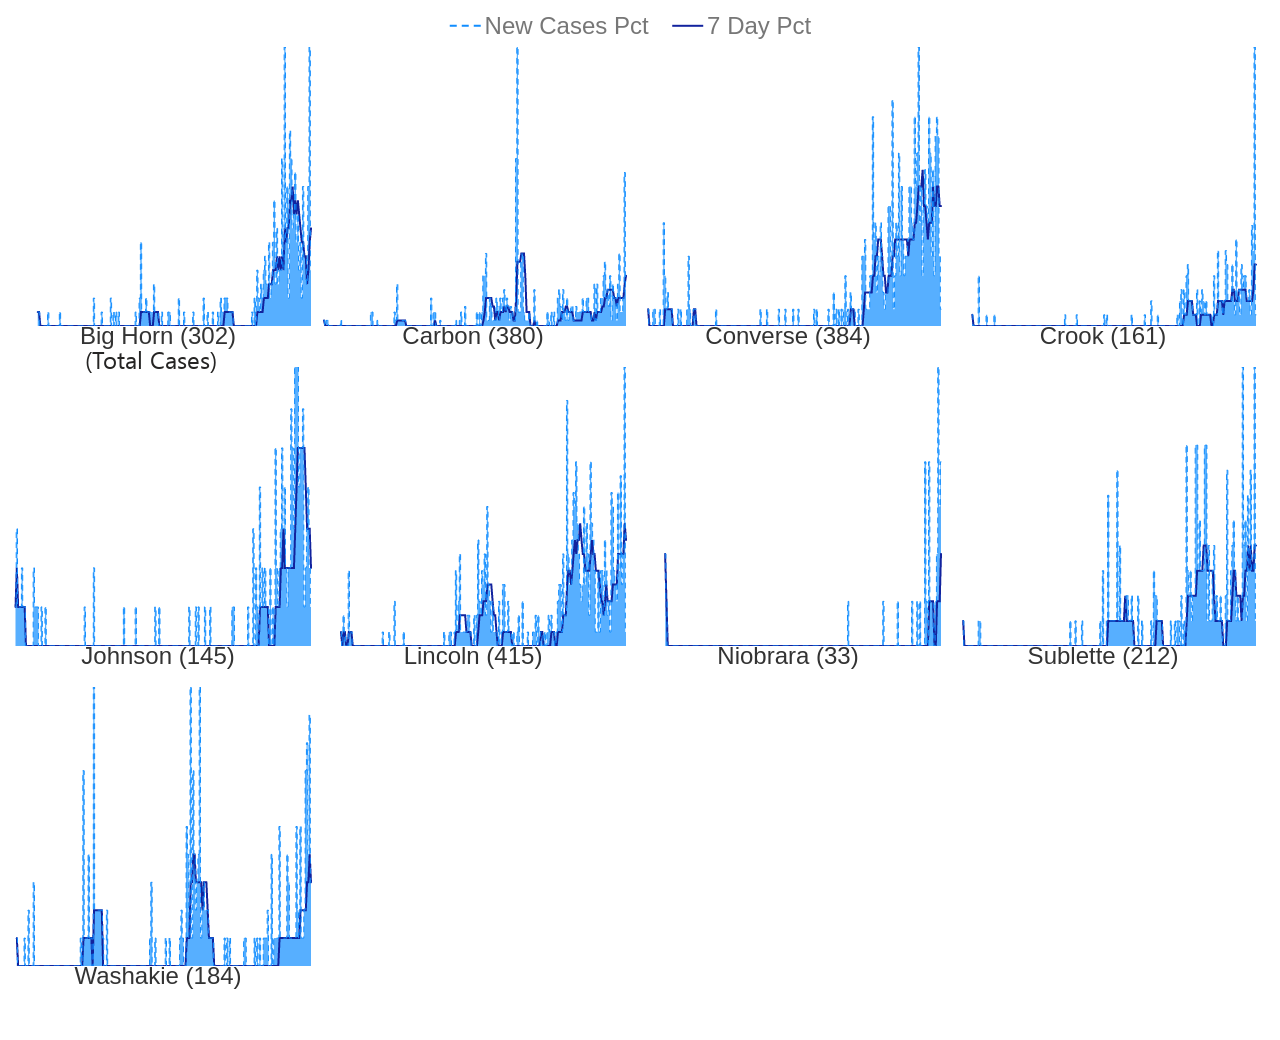 New Cases Pct 7 Day Pct
Big Horn (302) Carbon (380) Converse (384) Crook (161)
(Total Cases)
Johnson (145) Lincoln (415) Niobrara (33) Sublette (212)
Washakie (184)